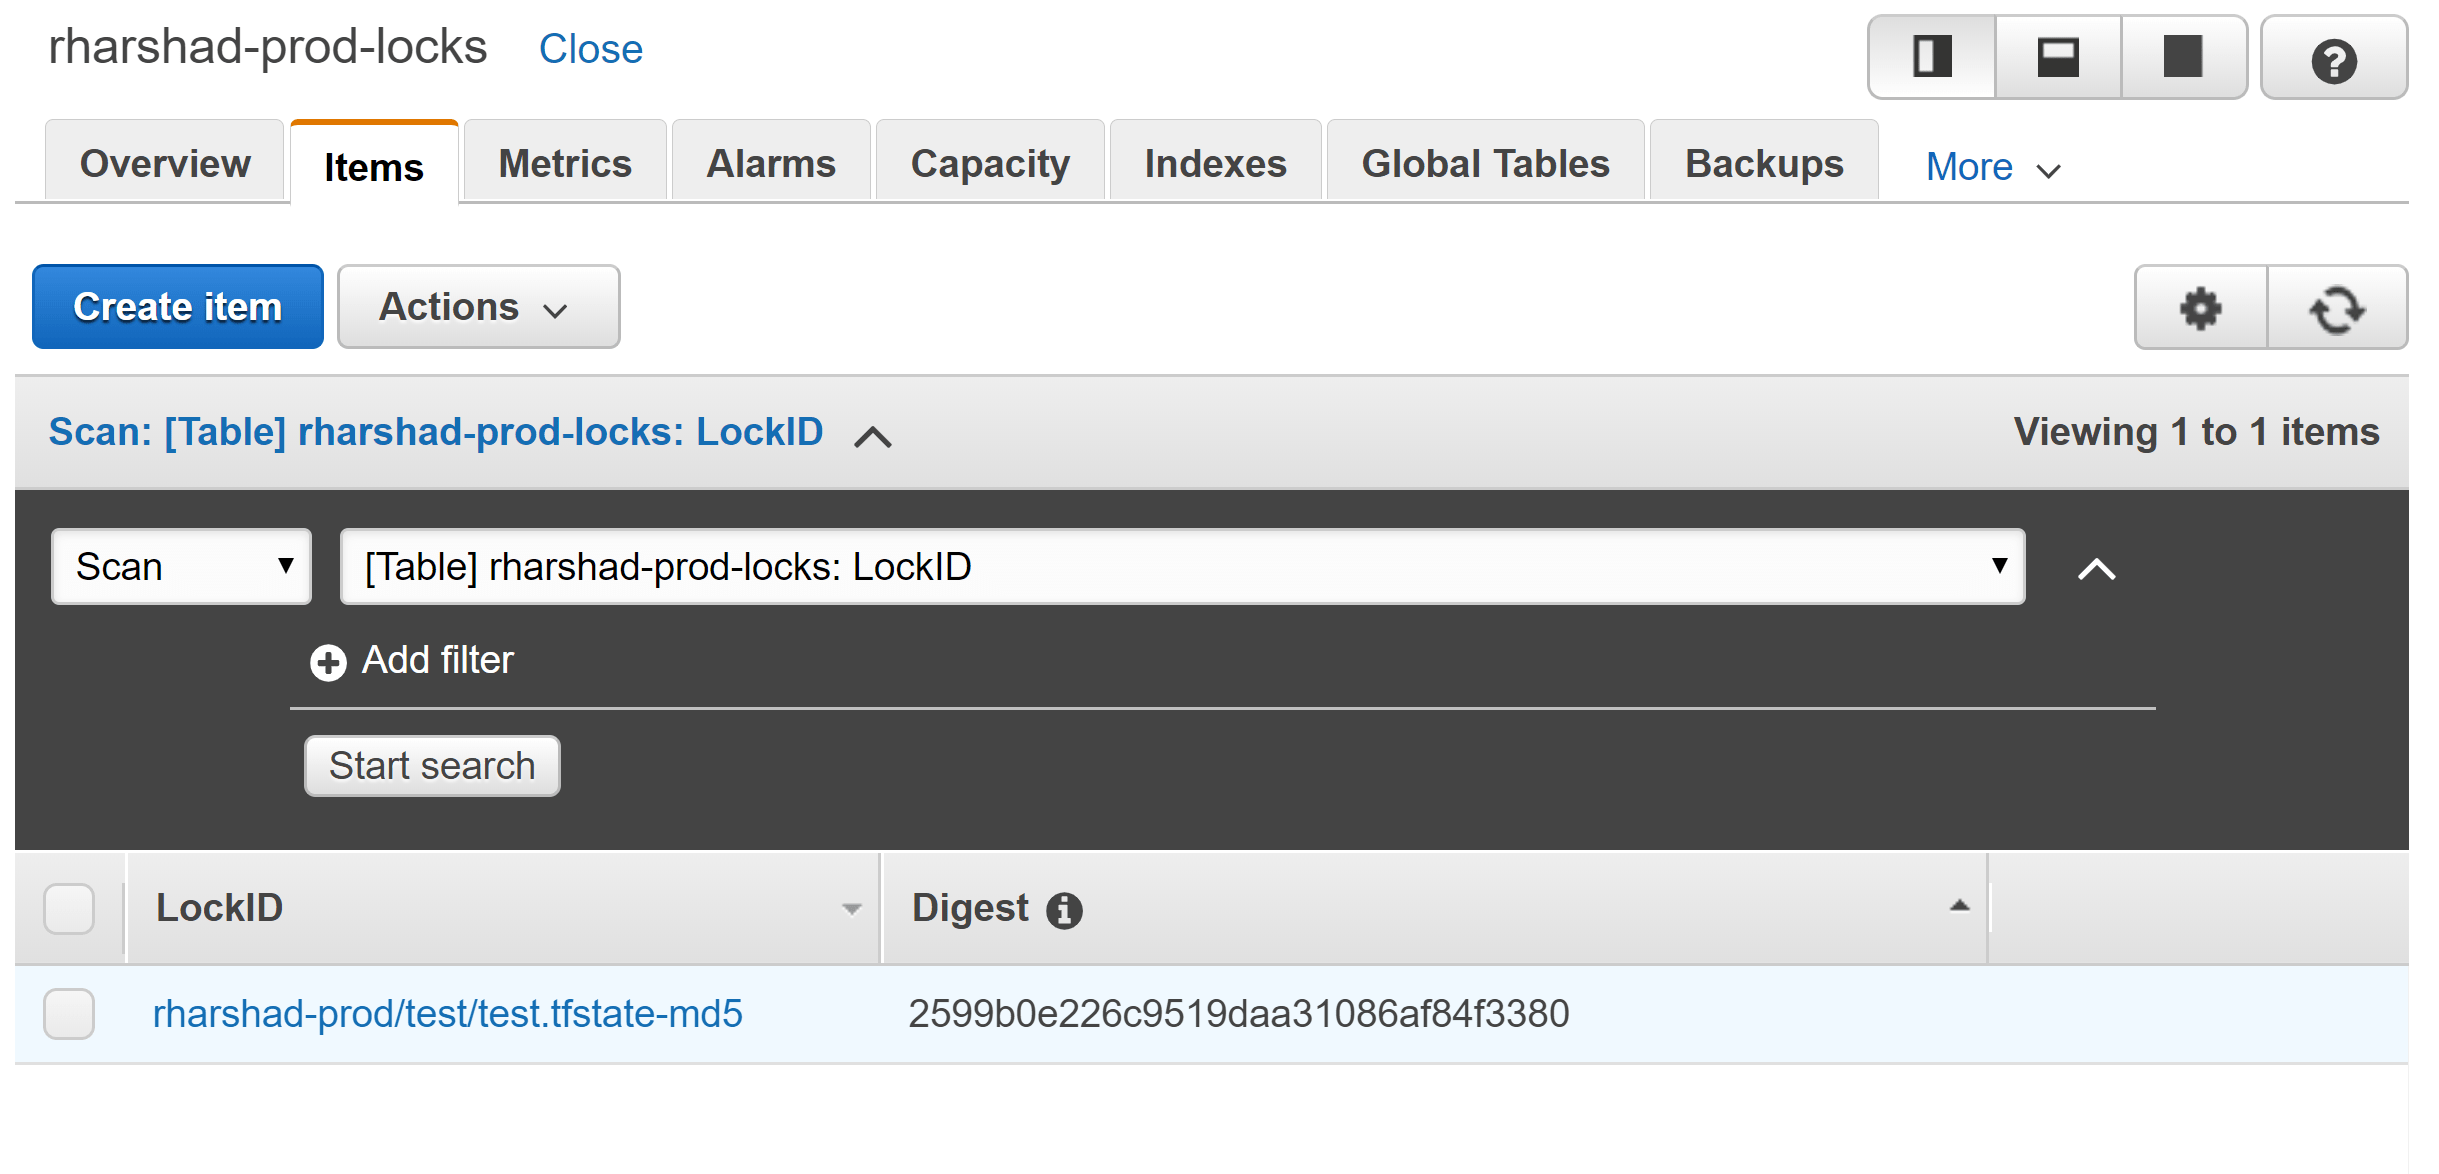 rharshad-prod-locks Close
Overview Items Metrics Alarms Capacity Indexes Global Tables Backups More
Create item Actions
Scan: [Table] rharshad-prod-locks: LockID Viewing 1 to 1 items
Scan [Table] rharshad-prod-locks: LockID
Add filter
Start search
LockID Digest
rharshad-prod/test/test.tfstate-md5 2599b0e226c9519daa31086af84f3380